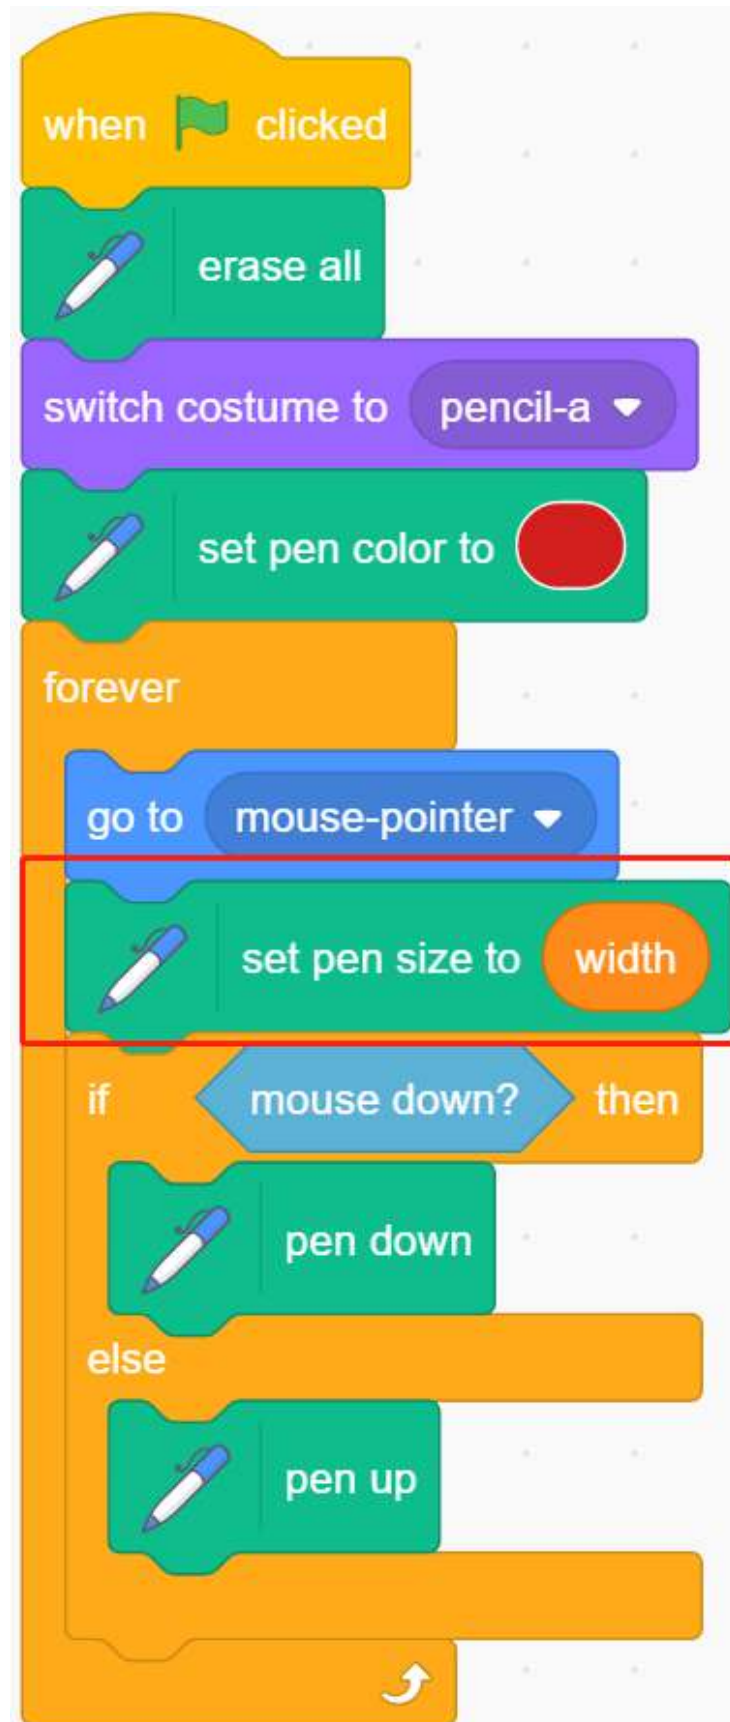 when clicked
erase all
switch costume to pencil-a
set pen color to
forever
go to mouse-pointer
set pen size to width
if mouse down? then
pen down
else
pen up